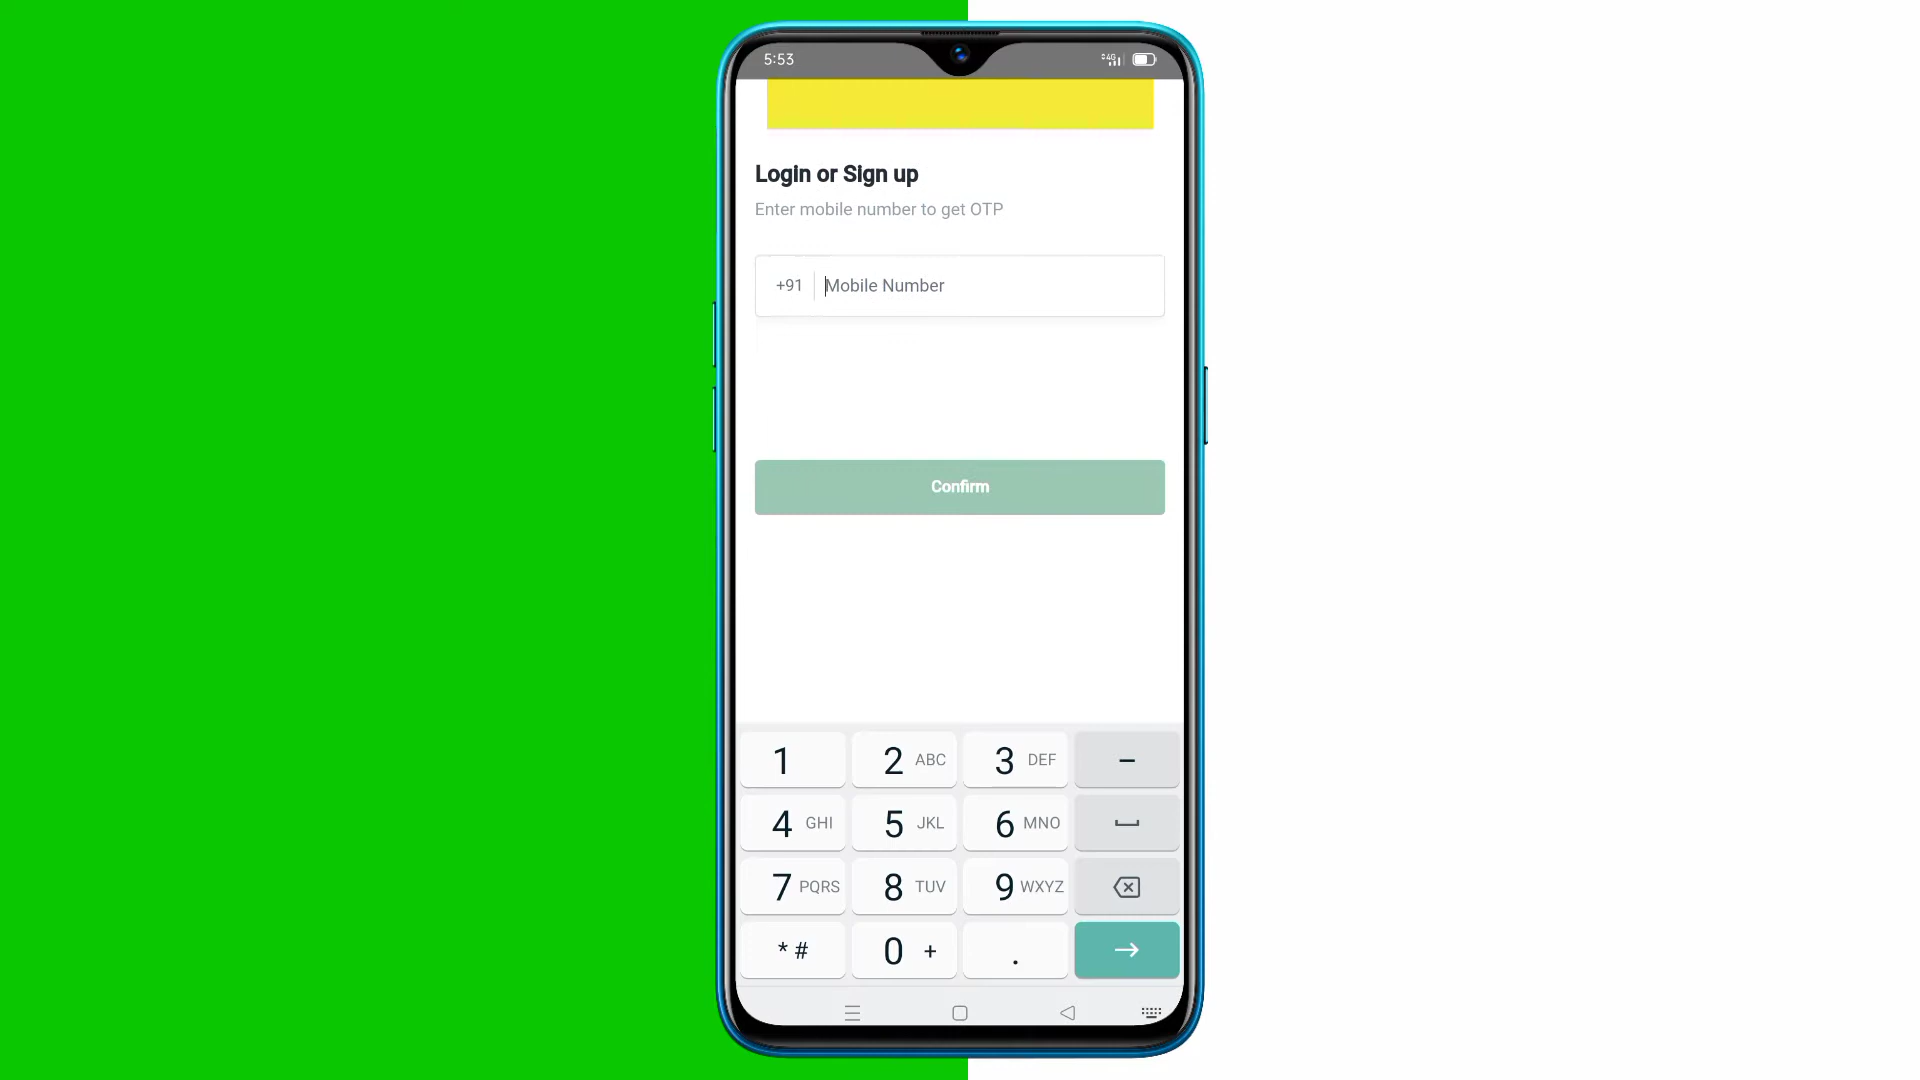 5:53
4G
Login or Sign up
Enter mobile number to get OTP
+91 Mobile Number
Confirm
1 2 ABC 3 DEF -
4 GHI 5 JKL 6 MNO
7 PQRS 8 TUV 9 WXYZ
* # 0 + .